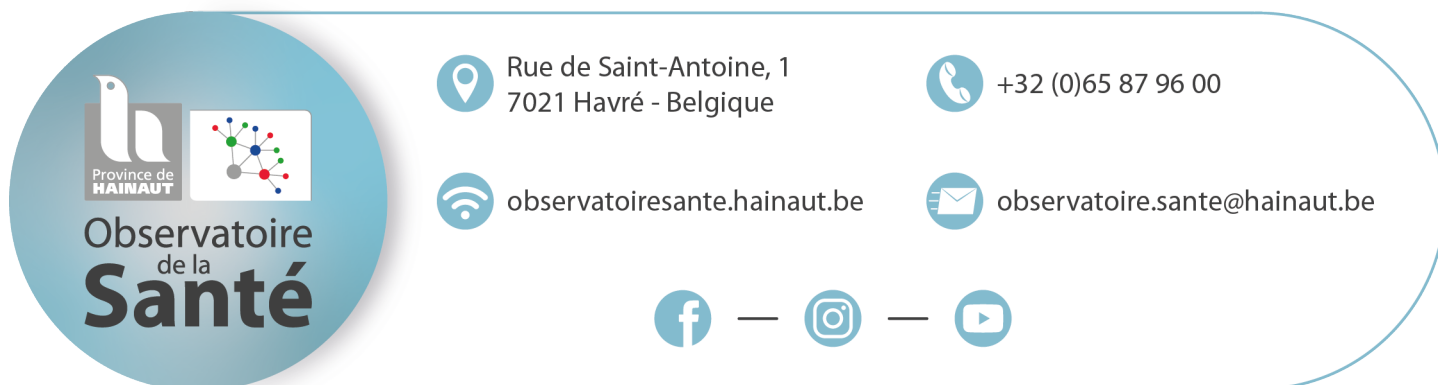 Province de
HAINAUT
Observatoire
de la
Santé
Rue de Saint-Antoine, 1
7021 Havré - Belgique
+32 (0)65 87 96 00
observatoiresante.hainaut.be
observatoire.sante@hainaut.be